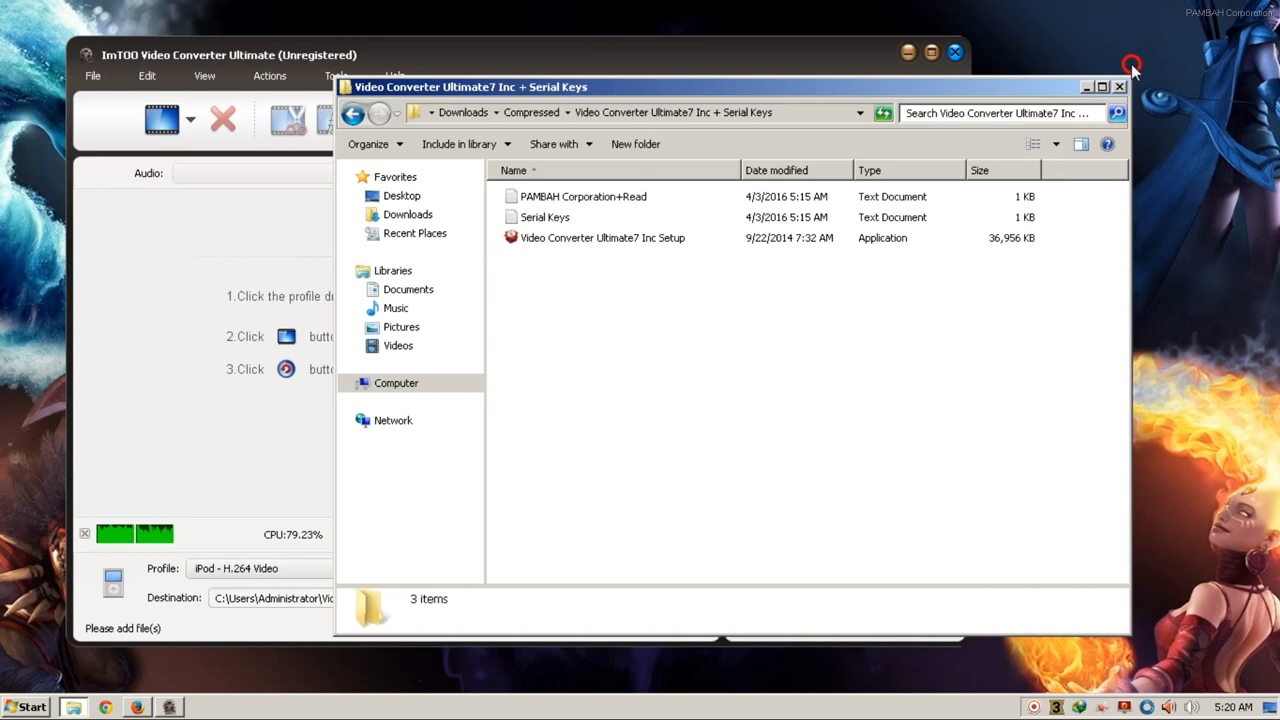 PAMBAH Corporation
ImTOO Video Converter Ultimate (Unregistered)
File Edit View Actions Tools Help
Video Converter Ultimate7 Inc + Serial Keys
Downloads Compressed Video Converter Ultimate7 Inc + Serial Keys
Search Video Converter Ultimate7 Inc ...
Organize Include in library Share with New folder
Audio:
Favorites
Desktop
Downloads
Recent Places
Libraries
Documents
Music
Pictures
Videos
Computer
Network
Name Date modified Type Size
PAMBAH Corporation+Read 4/3/2016 5:15 AM Text Document 1 KB
Serial Keys 4/3/2016 5:15 AM Text Document 1 KB
Video Converter Ultimate7 Inc Setup 9/22/2014 7:32 AM Application 36,956 KB
1.Click the profile
2.Click
3.Click
CPU:79.23%
Profile: iPod - H.264 Video
Destination: C:\Users\Administrator\Vid
Please add file(s)
3 items
Start
3
5:20 AM